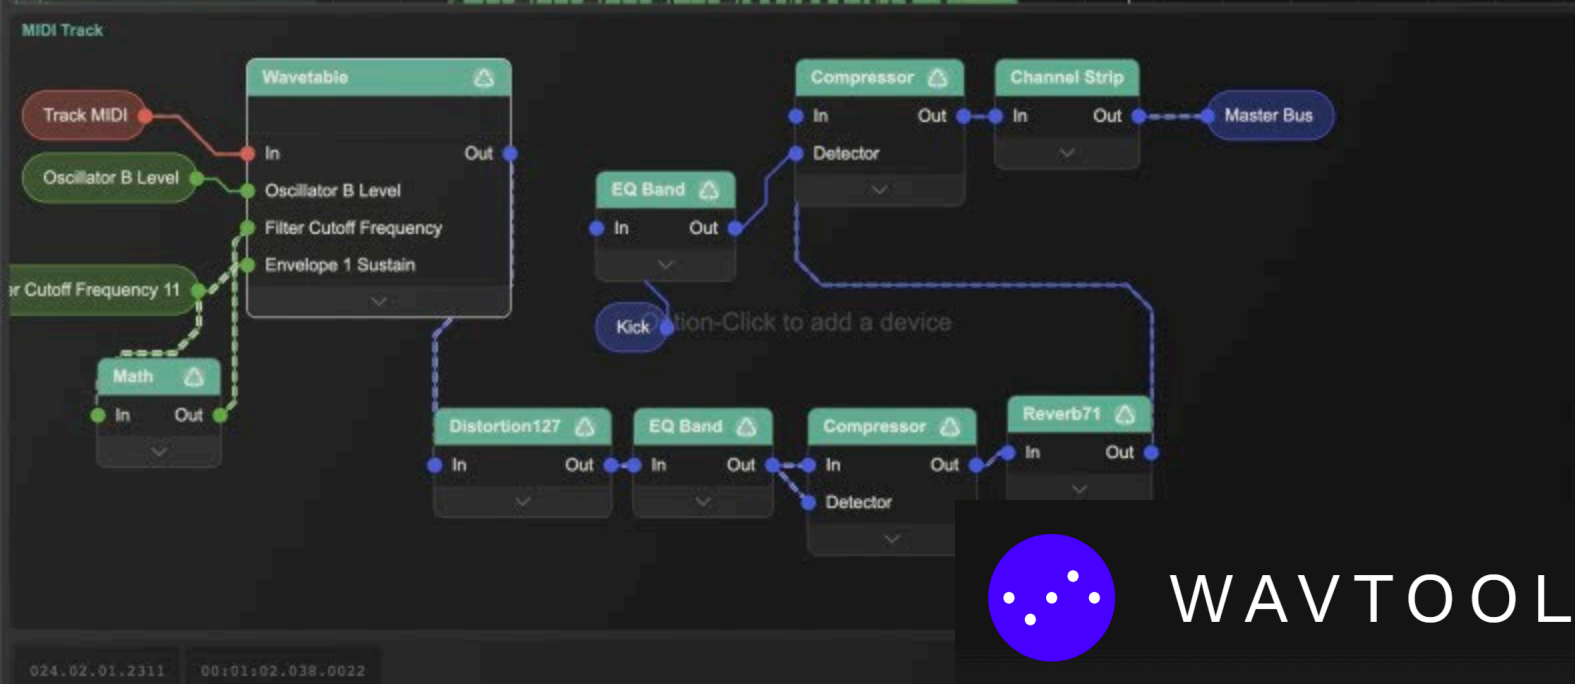 MIDI Track
Track MIDI
Oscillator B Level
er Cutoff Frequency 11
Wavetable
In
Out
Oscillator B Level
Filter Cutoff Frequency
Envelope 1 Sustain
Math
In Out
EQ Band
In Out
Kick
tion-Click to add a device
Compressor
In Out
Detector
Channel Strip
In Out
Master Bus
Distortion127
In Out
EQ Band
In Out
Compressor
In Out
Detector
Reverb71
In Out
WAVTOOL
024.02.01.2311
00:01:02.038.0022